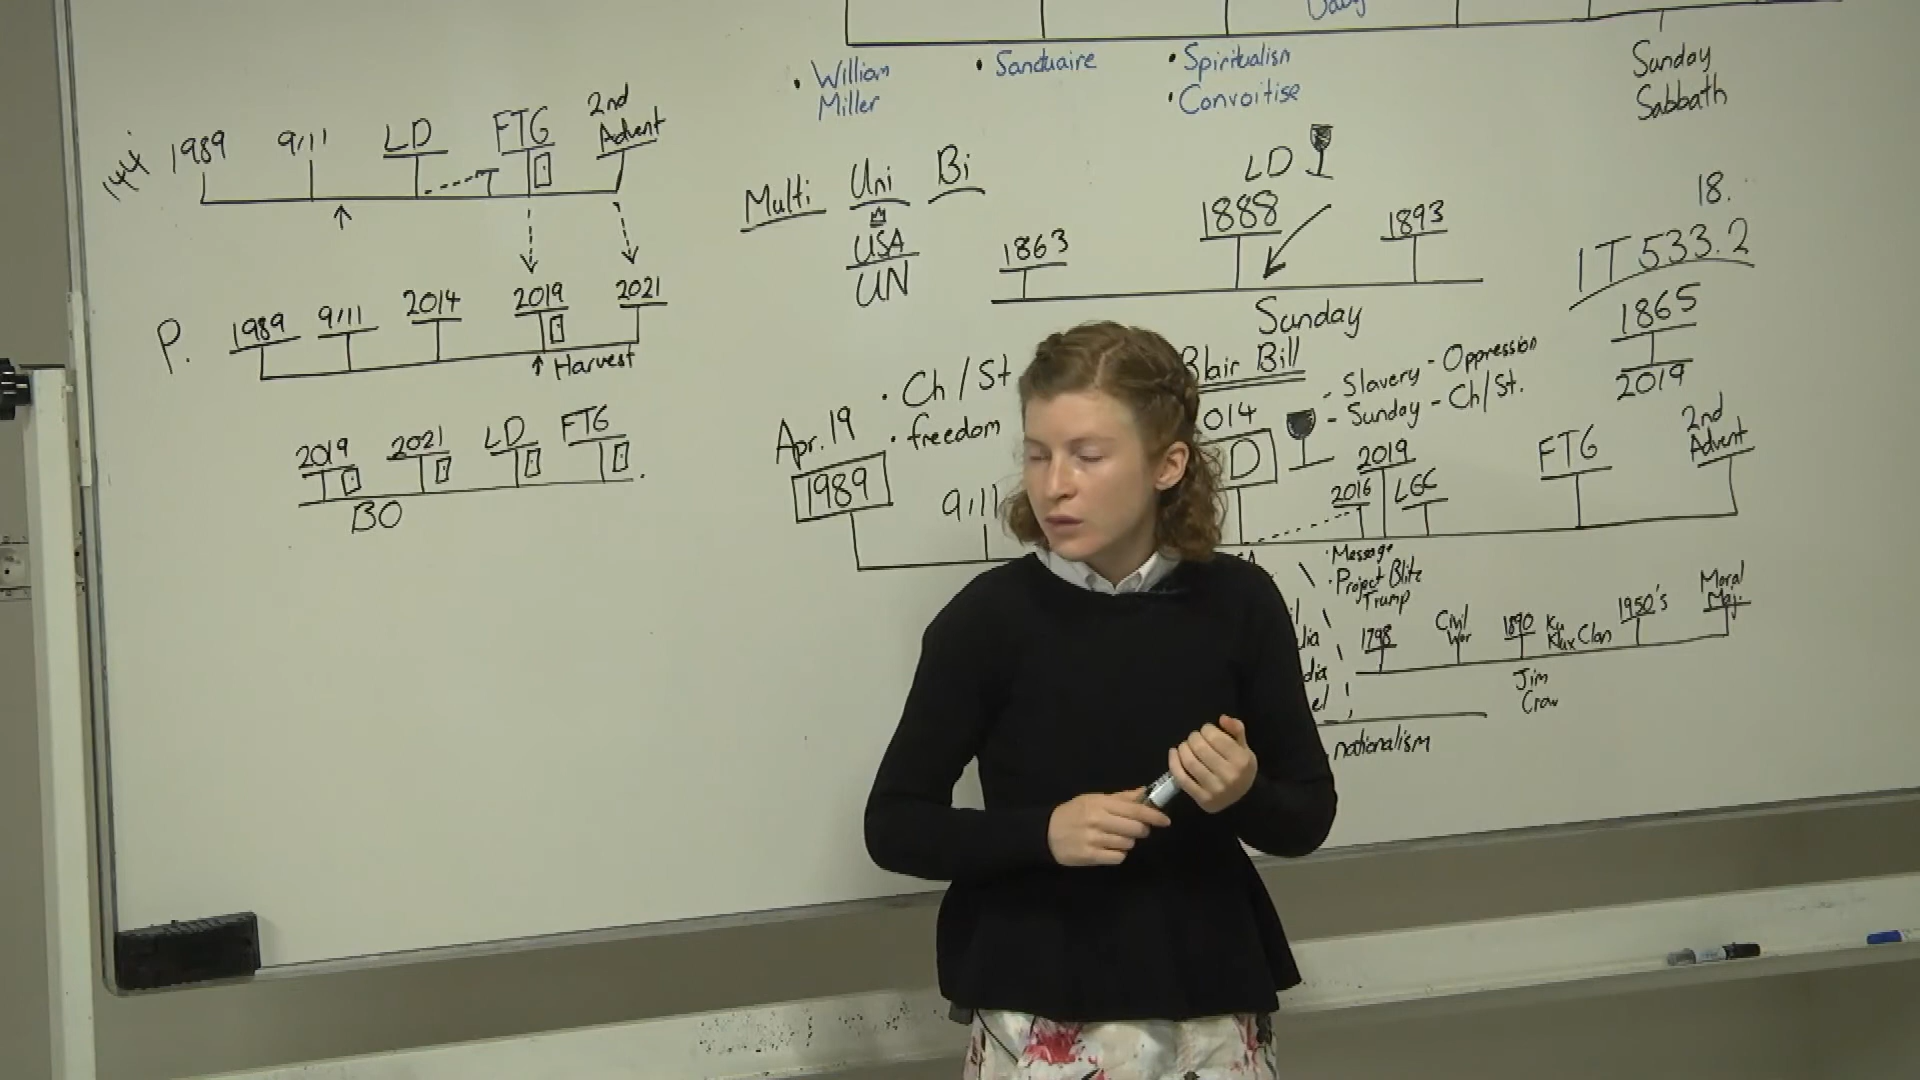 • William
Miller
• Sanctuaire
• Spiritualism
• Convoitise
Sunday
Sabbath
144
1989
9/11
LD
FTG
2nd
Advent
P.
1989
9/11
2014
2019
2021
Harvest
2019
2021
LD
FTG
BO
Multi
Uni
Bi
USA
UN
LD
1863
1888
1893
Sunday
18.
1T 533.2
1865
2019
Apr. 19
• Ch/St
• freedom
Blair Bill
- Slavery - Oppression
- Sunday - Ch/St.
1989
9/11
014
D
2016
2019
LGC
FTG
2nd
Advent
• Message
• Project Blitz
Trump
1798
Civil
War
1890
Ku
Klux Clan
Jim
Crow
1950's
Moral
Maj.
nationalism